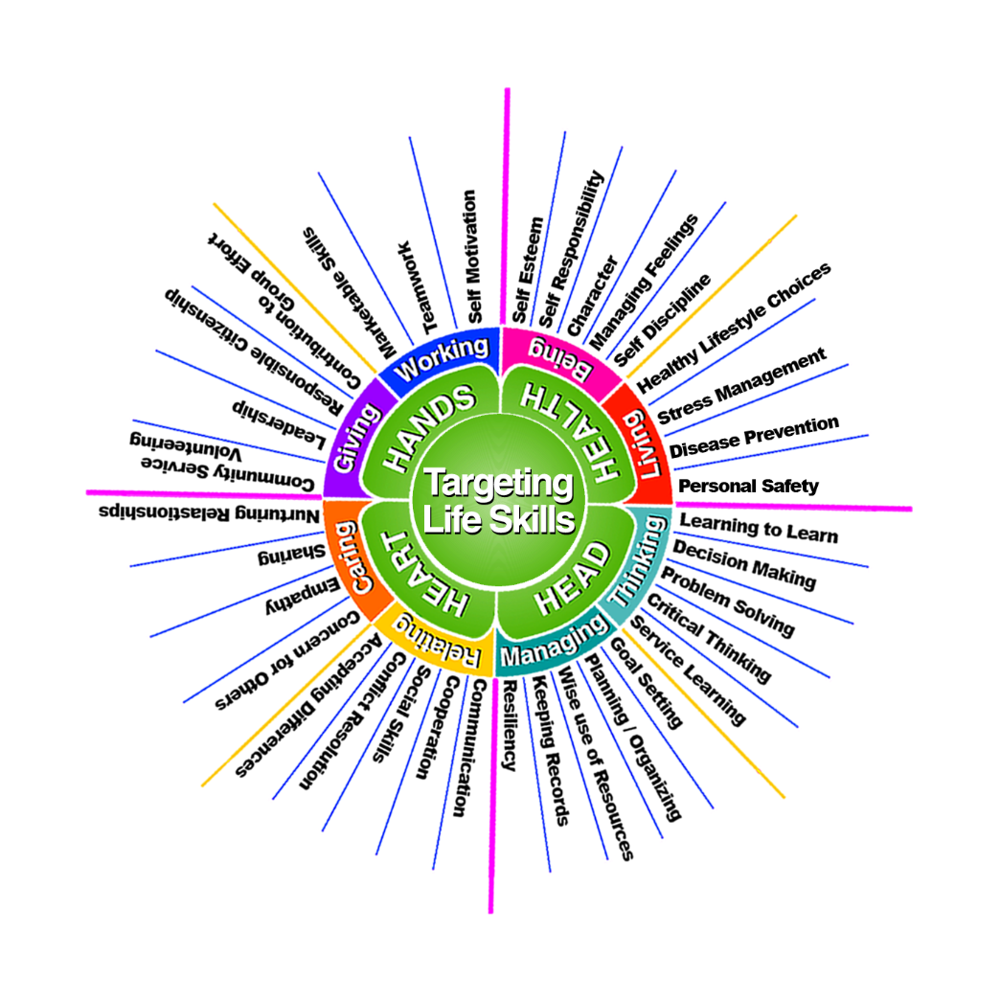 Targeting
Life Skills
HEALTH
Being
Self Esteem
Self Responsibility
Character
Managing Feelings
Self Discipline
Living
Healthy Lifestyle Choices
Stress Management
Disease Prevention
Personal Safety
HEAD
Thinking
Learning to Learn
Decision Making
Problem Solving
Critical Thinking
Service Learning
Managing
Goal Setting
Planning / Organizing
Wise use of Resources
Keeping Records
Resiliency
HEART
Relating
Communication
Cooperation
Social Skills
Conflict Resolution
Accepting Differences
Caring
Concern for Others
Empathy
Sharing
Nurturing Relastionships
HANDS
Giving
Community Service
Volunteering
Leadership
Responsible Citizenship
Contribution to
Group Effort
Working
Marketable Skills
Teamwork
Self Motivation